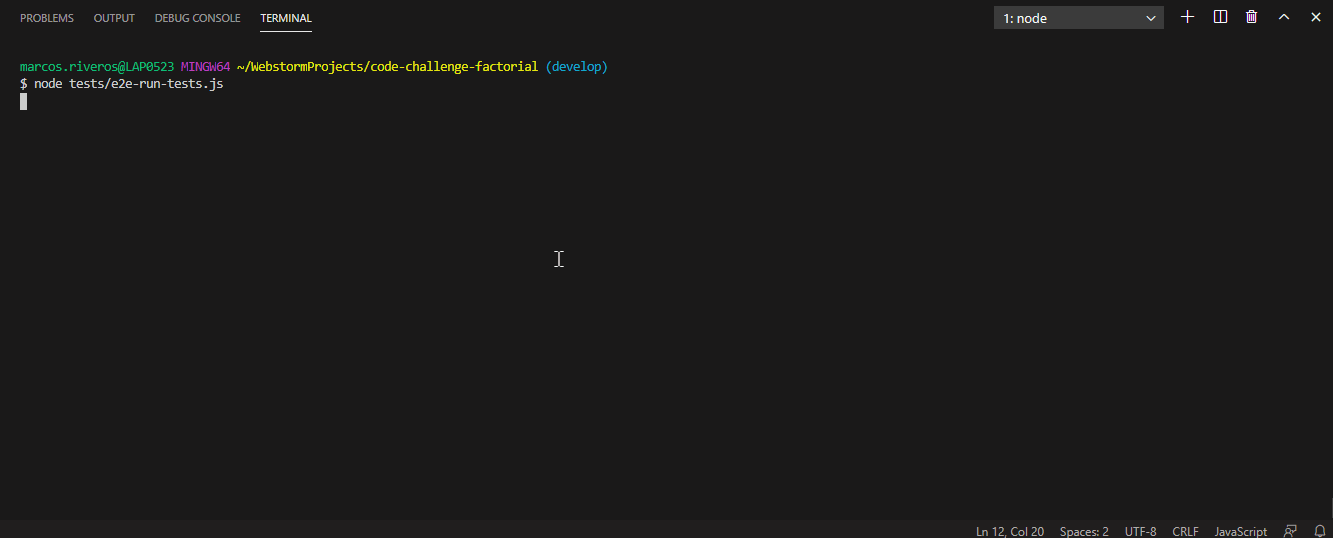 PROBLEMS OUTPUT DEBUG CONSOLE TERMINAL 1: node
marcos.riveros@LAP0523 MINGW64 ~/WebstormProjects/code-challenge-factorial (develop)
$ node tests/e2e-run-tests.js
Ln 12, Col 20 Spaces: 2 UTF-8 CRLF JavaScript